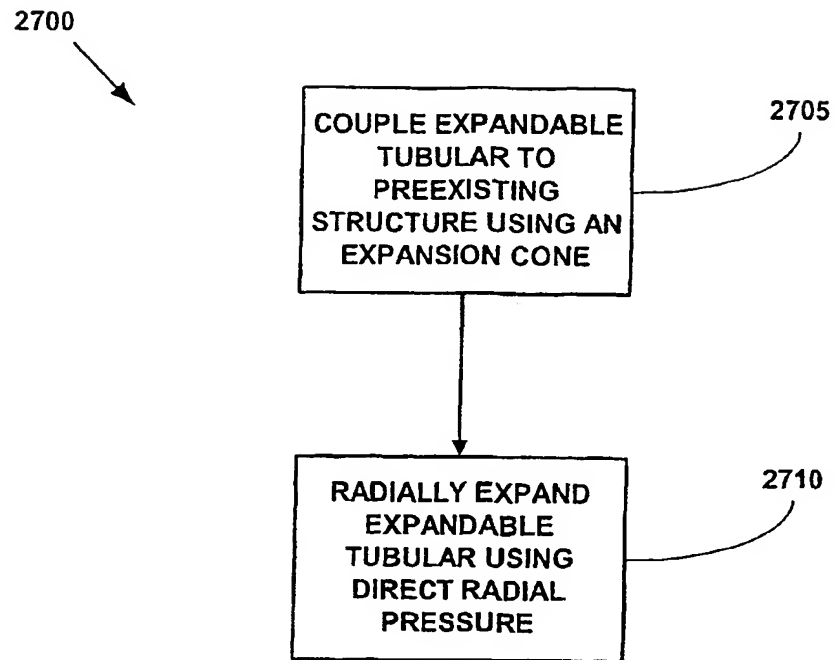 2700
2705
COUPLE EXPANDABLE
TUBULAR TO
PREEXISTING
STRUCTURE USING AN
EXPANSION CONE
2710
RADIALLY EXPAND
EXPANDABLE
TUBULAR USING
DIRECT RADIAL
PRESSURE